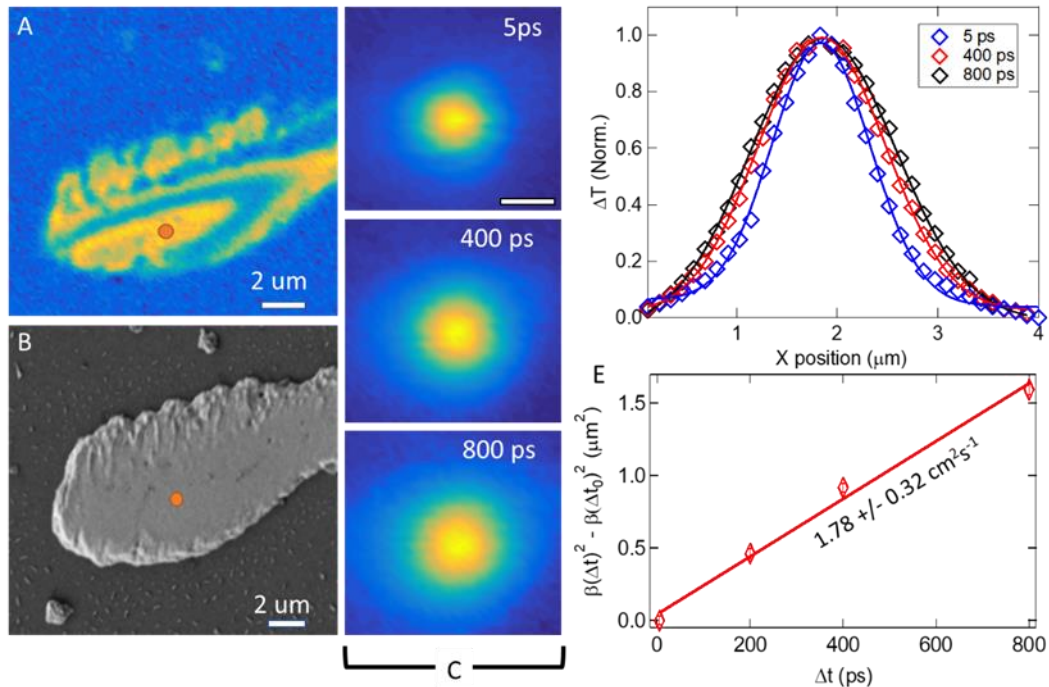 A
2 um
B
2 um
5ps
400 ps
800 ps
C
1.0
0.8
0.6
0.4
0.2
0.0
ΔT (Norm.)
5 ps
400 ps
800 ps
1
2
3
4
X position (μm)
E
1.5
1.0
0.5
0.0
β(Δt)² - β(Δt₀)² (μm²)
1.78 +/- 0.32 cm²s⁻¹
0
200
400
600
800
Δt (ps)